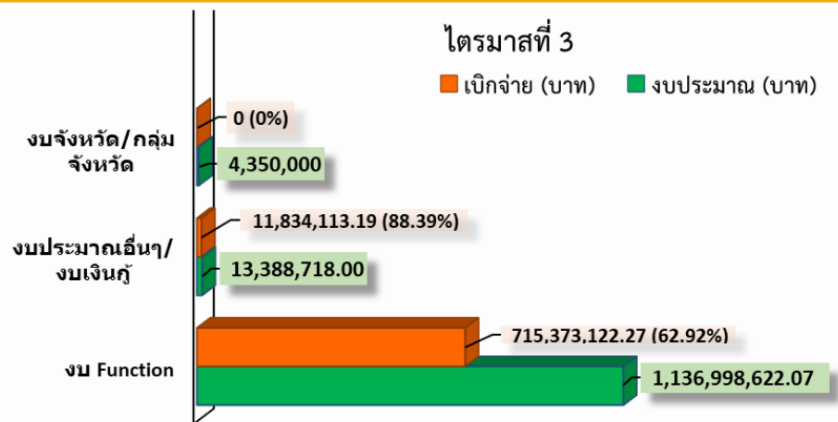 ไตรมาสที่ 3
เบิกจ่าย (บาท) งบประมาณ (บาท)
งบจังหวัด/กลุ่ม
จังหวัด
0 (0%)
4,350,000
งบประมาณอื่นๆ/
งบเงินกู้
11,834,113.19 (88.39%)
13,388,718.00
งบ Function
715,373,122.27 (62.92%)
1,136,998,622.07